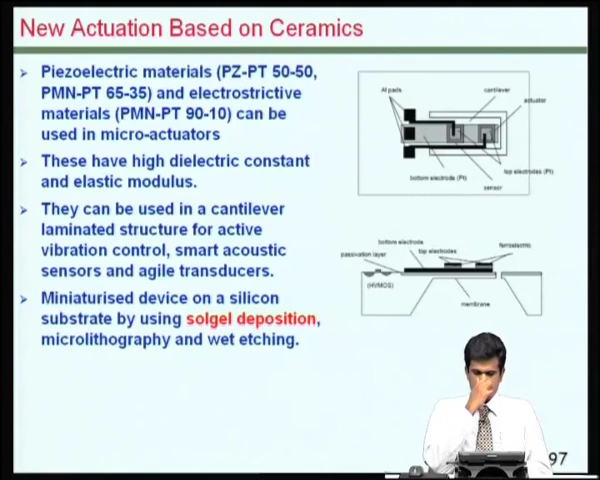 New Actuation Based on Ceramics
Piezoelectric materials (PZ-PT 50-50,
PMN-PT 65-35) and electrostrictive
materials (PMN-PT 90-10) can be
used in micro-actuators
These have high dielectric constant
and elastic modulus.
They can be used in a cantilever
laminated structure for active
vibration control, smart acoustic
sensors and agile transducers.
Miniaturised device on a silicon
substrate by using solgel deposition,
microlithography and wet etching.
Al pads
cantilever
actuator
bottom electrode (Pt)
top electrodes (Pt)
sensor
bottom electrode
ferroelectric
top electrodes
passivation layer
(HVMOS)
membrane
97